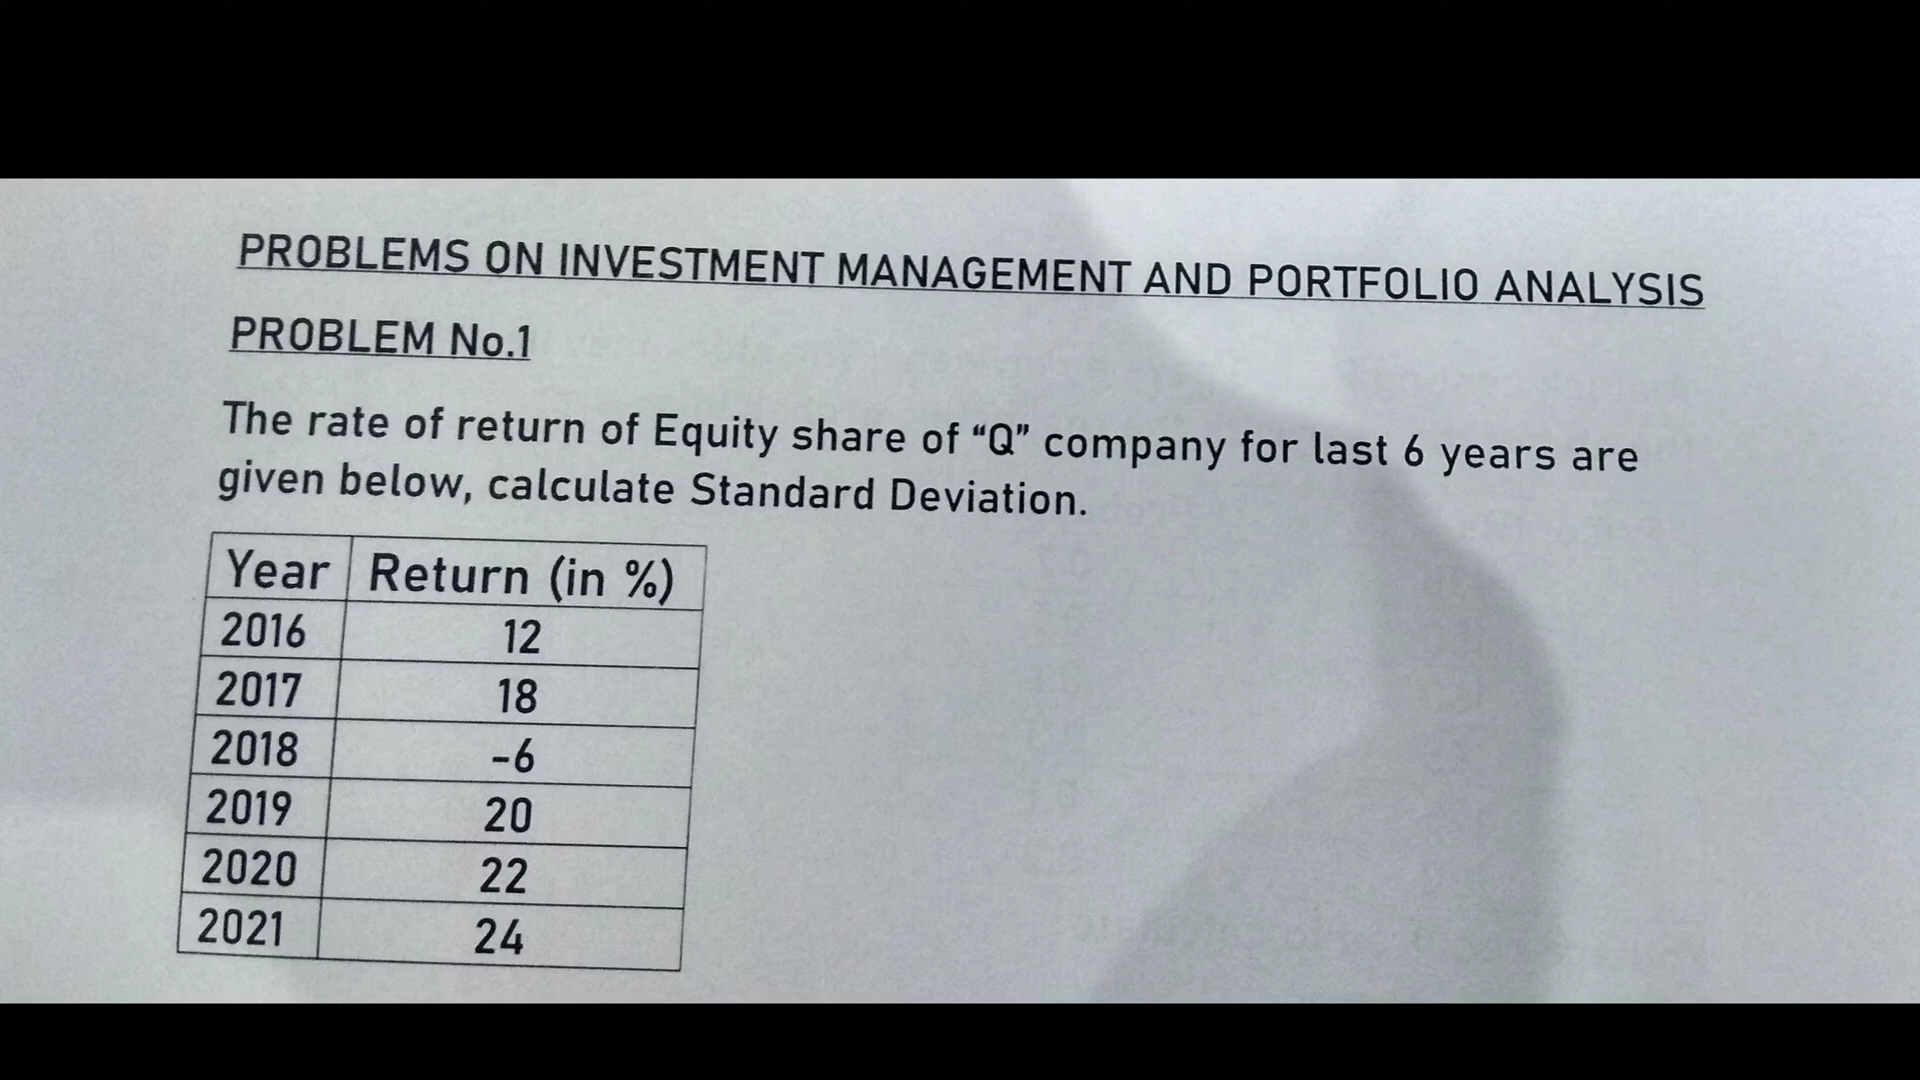 PROBLEMS ON INVESTMENT MANAGEMENT AND PORTFOLIO ANALYSIS
PROBLEM No.1
The rate of return of Equity share of “Q” company for last 6 years are
given below, calculate Standard Deviation.
Year Return (in %)
2016 12
2017 18
2018 -6
2019 20
2020 22
2021 24